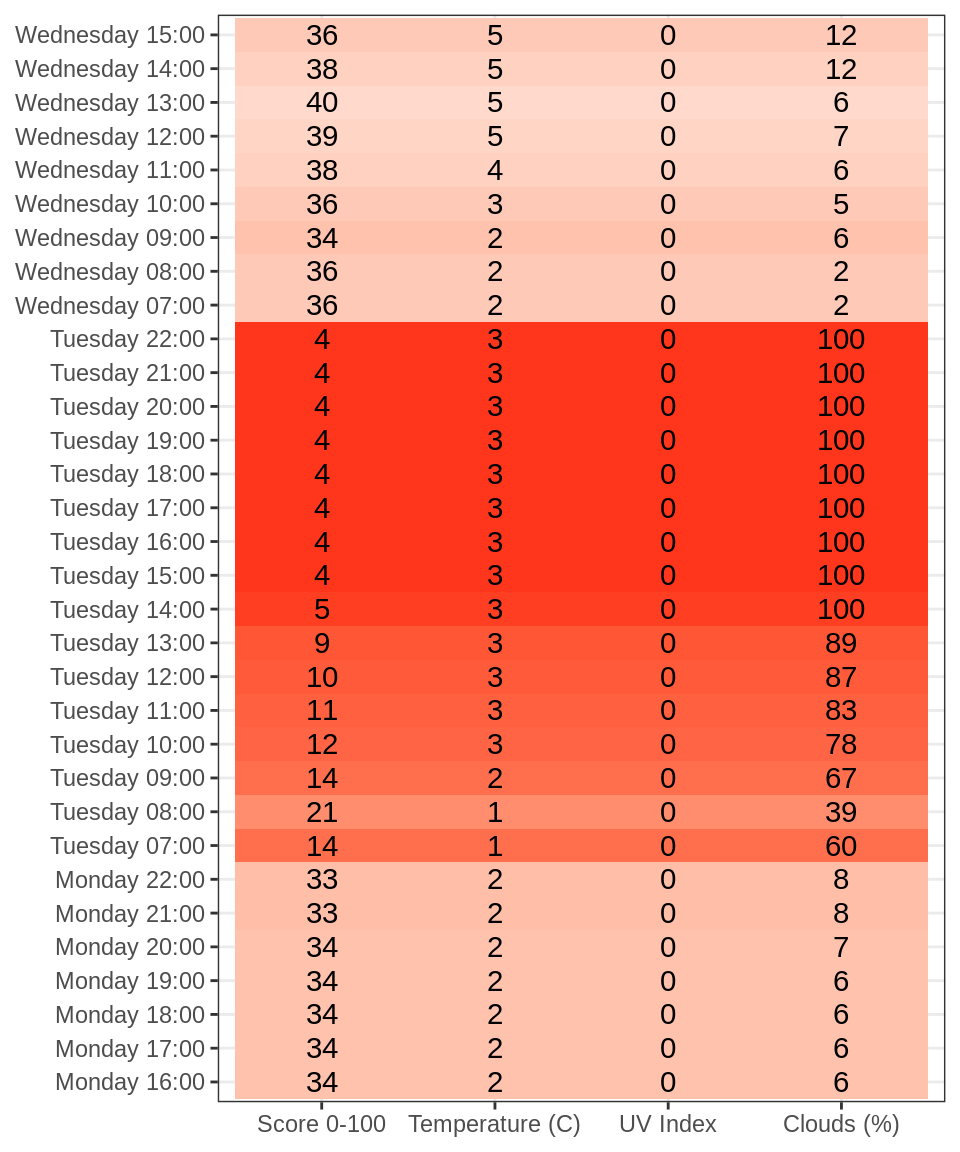 Wednesday 15:00 36 5 0 12
Wednesday 14:00 38 5 0 12
Wednesday 13:00 40 5 0 6
Wednesday 12:00 39 5 0 7
Wednesday 11:00 38 4 0 6
Wednesday 10:00 36 3 0 5
Wednesday 09:00 34 2 0 6
Wednesday 08:00 36 2 0 2
Wednesday 07:00 36 2 0 2
Tuesday 22:00 4 3 0 100
Tuesday 21:00 4 3 0 100
Tuesday 20:00 4 3 0 100
Tuesday 19:00 4 3 0 100
Tuesday 18:00 4 3 0 100
Tuesday 17:00 4 3 0 100
Tuesday 16:00 4 3 0 100
Tuesday 15:00 4 3 0 100
Tuesday 14:00 5 3 0 100
Tuesday 13:00 9 3 0 89
Tuesday 12:00 10 3 0 87
Tuesday 11:00 11 3 0 83
Tuesday 10:00 12 3 0 78
Tuesday 09:00 14 2 0 67
Tuesday 08:00 21 1 0 39
Tuesday 07:00 14 1 0 60
Monday 22:00 33 2 0 8
Monday 21:00 33 2 0 8
Monday 20:00 34 2 0 7
Monday 19:00 34 2 0 6
Monday 18:00 34 2 0 6
Monday 17:00 34 2 0 6
Monday 16:00 34 2 0 6
Score 0-100 Temperature (C) UV Index Clouds (%)